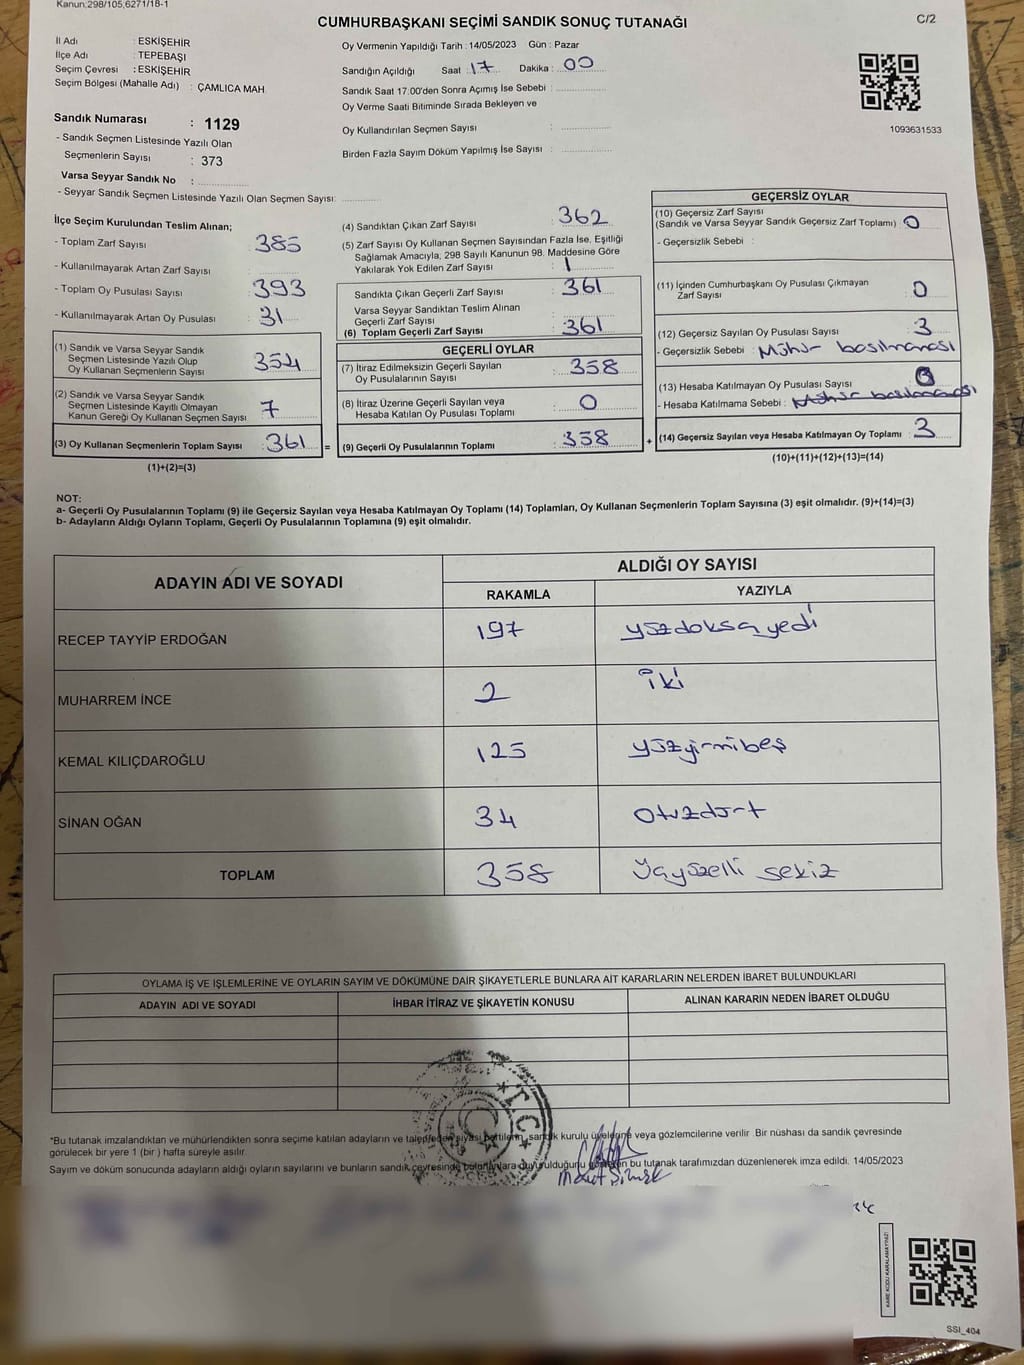 Kanun:298/105,6271/18-1
CUMHURBAŞKANI SEÇİMİ SANDIK SONUÇ TUTANAĞI
C/2
İl Adı : ESKİŞEHİR
İlçe Adı : TEPEBAŞI
Seçim Çevresi : ESKİŞEHİR
Seçim Bölgesi (Mahalle Adı) : ÇAMLICA MAH.
Oy Vermenin Yapıldığı Tarih : 14/05/2023 Gün : Pazar
Sandığın Açıldığı Saat : 17 Dakika : 00
Sandık Saat 17.00'den Sonra Açımış İse Sebebi :
Oy Verme Saati Bitiminde Sırada Bekleyen ve
Oy Kullandırılan Seçmen Sayısı :
Birden Fazla Sayım Döküm Yapılmış İse Sayısı :
1093631533
Sandık Numarası : 1129
- Sandık Seçmen Listesinde Yazılı Olan
Seçmenlerin Sayısı : 373
Varsa Seyyar Sandık No :
- Seyyar Sandık Seçmen Listesinde Yazılı Olan Seçmen Sayısı:
İlçe Seçim Kurulundan Teslim Alınan;
- Toplam Zarf Sayısı : 385
- Kullanılmayarak Artan Zarf Sayısı :
- Toplam Oy Pusulası Sayısı : 393
- Kullanılmayarak Artan Oy Pusulası : 31
(1) Sandık ve Varsa Seyyar Sandık
Seçmen Listesinde Yazılı Olup
Oy Kullanan Seçmenlerin Sayısı : 354
(2) Sandık ve Varsa Seyyar Sandık
Seçmen Listesinde Kayıtlı Olmayan
Kanun Gereği Oy Kullanan Seçmen Sayısı : 7
(3) Oy Kullanan Seçmenlerin Toplam Sayısı : 361 =
(1)+(2)=(3)
(4) Sandıktan Çıkan Zarf Sayısı : 362
(5) Zarf Sayısı Oy Kullanan Seçmen Sayısından Fazla İse, Eşitliği
Sağlamak Amacıyla, 298 Sayılı Kanunun 98. Maddesine Göre
Yakılarak Yok Edilen Zarf Sayısı : 1
Sandıkta Çıkan Geçerli Zarf Sayısı : 361
Varsa Seyyar Sandıktan Teslim Alınan
Geçerli Zarf Sayısı :
(6) Toplam Geçerli Zarf Sayısı : 361
GEÇERLİ OYLAR
(7) İtiraz Edilmeksizin Geçerli Sayılan
Oy Pusulalarının Sayısı : 358
(8) İtiraz Üzerine Geçerli Sayılan veya
Hesaba Katılan Oy Pusulası Toplamı : 0
(9) Geçerli Oy Pusulalarının Toplamı : 358 +
GEÇERSİZ OYLAR
(10) Geçersiz Zarf Sayısı
(Sandık ve Varsa Seyyar Sandık Geçersiz Zarf Toplamı) : 0
- Geçersizlik Sebebi :
(11) İçinden Cumhurbaşkanı Oy Pusulası Çıkmayan
Zarf Sayısı : 0
(12) Geçersiz Sayılan Oy Pusulası Sayısı : 3
- Geçersizlik Sebebi : Mühür basılmaması
(13) Hesaba Katılmayan Oy Pusulası Sayısı :
- Hesaba Katılmama Sebebi : Mühür basılmaması
(14) Geçersiz Sayılan veya Hesaba Katılmayan Oy Toplamı : 3
(10)+(11)+(12)+(13)=(14)
NOT:
a- Geçerli Oy Pusulalarının Toplamı (9) ile Geçersiz Sayılan veya Hesaba Katılmayan Oy Toplamı (14) Toplamları, Oy Kullanan Seçmenlerin Toplam Sayısına (3) eşit olmalıdır. (9)+(14)=(3)
b- Adayların Aldığı Oyların Toplamı, Geçerli Oy Pusulalarının Toplamına (9) eşit olmalıdır.
ADAYIN ADI VE SOYADI
ALDIĞI OY SAYISI
RAKAMLA YAZIYLA
RECEP TAYYİP ERDOĞAN 197 yüzdoksayedi
MUHARREM İNCE 2 iki
KEMAL KILIÇDAROĞLU 125 yüzyirmibeş
SİNAN OĞAN 34 otuzdört
TOPLAM 358 üçyüzelli sekiz
OYLAMA İŞ VE İŞLEMLERİNE VE OYLARIN SAYIM VE DÖKÜMÜNE DAİR ŞİKAYETLERLE BUNLARA AİT KARARLARIN NELERDEN İBARET BULUNDUKLARI
ADAYIN ADI VE SOYADI İHBAR İTİRAZ VE ŞİKAYETİN KONUSU ALINAN KARARIN NEDEN İBARET OLDUĞU
T.C.
*Bu tutanak imzalandıktan ve mühürlendikten sonra seçime katılan adayların ve talepeden siyasi partilerin, sandık kurulu üyelerine veya gözlemcilerine verilir. Bir nüshası da sandık çevresinde
görülecek bir yere 1 (bir ) hafta süreyle asılır.
Sayım ve döküm sonucunda adayların aldığı oyların sayılarını ve bunların sandık çevresinde bulunanlara duyurulduğunu gösteren bu tutanak tarafımızdan düzenlenerek imza edildi. 14/05/2023
KARE KODU KARALAMAYINIZ!
SSI_404